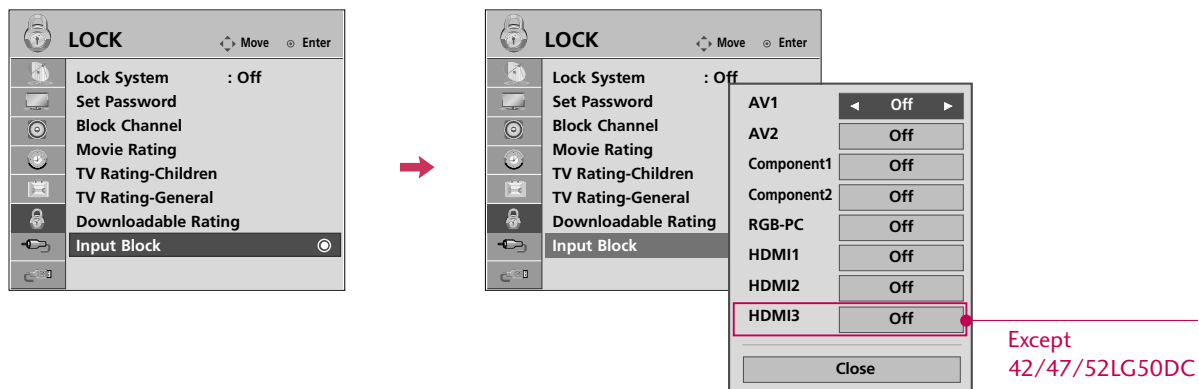 LOCK
Move
Enter
Lock System : Off
Set Password
Block Channel
Movie Rating
TV Rating-Children
TV Rating-General
Downloadable Rating
Input Block
LOCK
Move
Enter
Lock System : Off
Set Password
Block Channel
Movie Rating
TV Rating-Children
TV Rating-General
Downloadable Rating
Input Block
AV1 ◄ Off ►
AV2 Off
Component1 Off
Component2 Off
RGB-PC Off
HDMI1 Off
HDMI2 Off
HDMI3 Off
Close
Except
42/47/52LG50DC